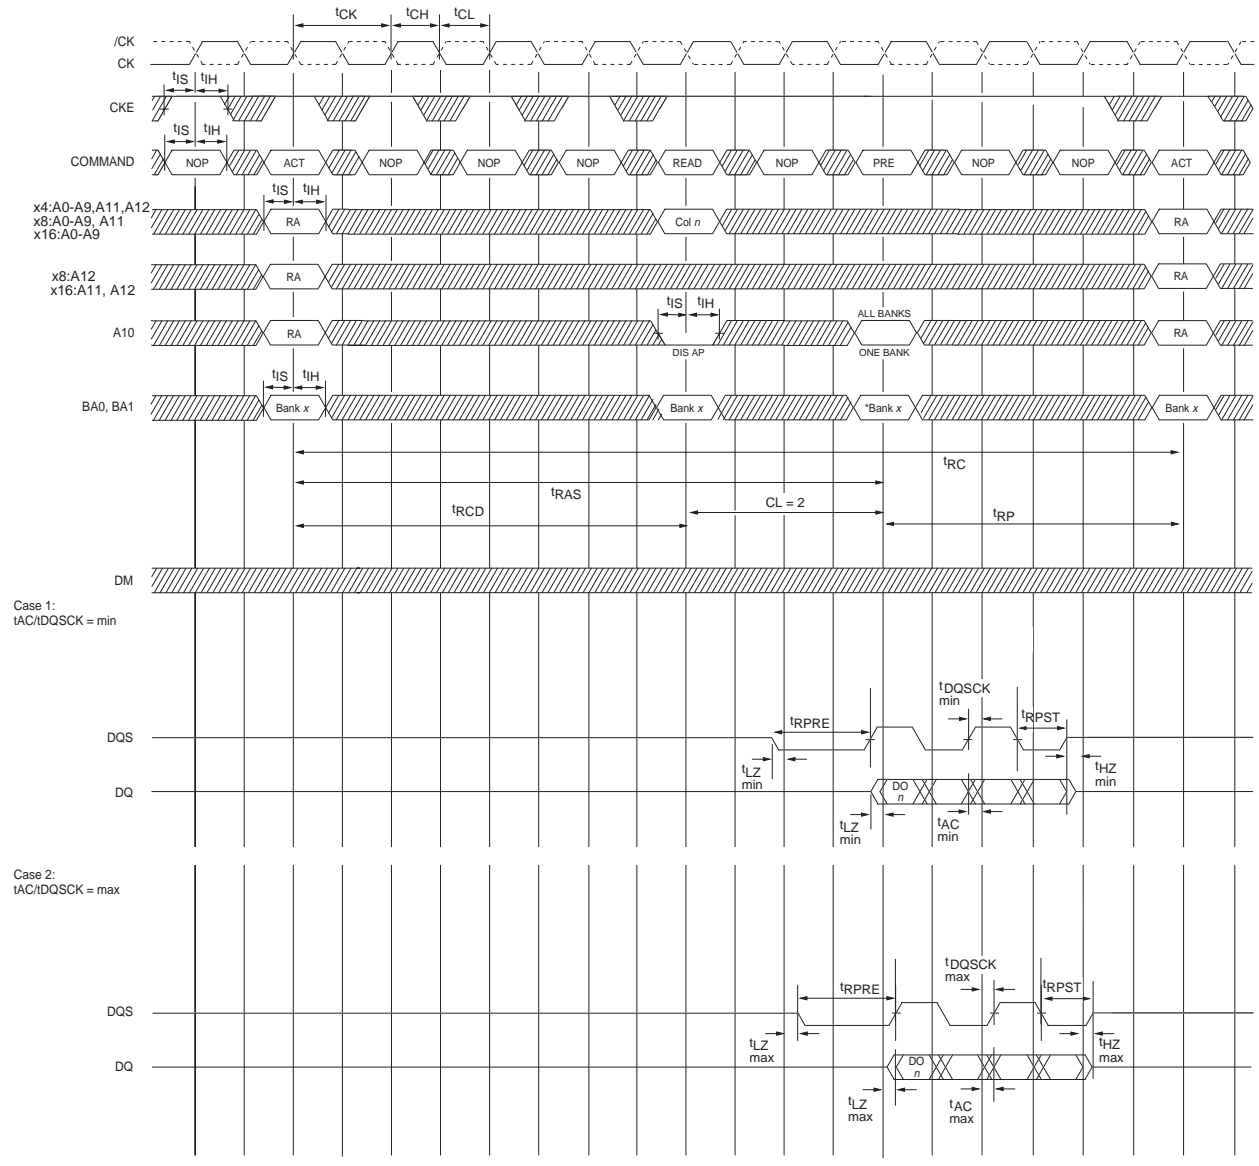 tCK tCH tCL
/CK
CK
tIS tIH
CKE
tIS tIH
COMMAND NOP ACT NOP NOP NOP READ NOP PRE NOP NOP ACT
tIS tIH
x4:A0-A9,A11,A12
x8:A0-A9, A11
x16:A0-A9
RA Col n RA
x8:A12
x16:A11, A12
RA RA
tIS tIH ALL BANKS
A10 RA RA
DIS AP ONE BANK
tIS tIH
BA0, BA1 Bank x Bank x *Bank x Bank x
tRC
tRAS
CL = 2
tRCD tRP
DM
Case 1:
tAC/tDQSCK = min
tDQSCK
min
tRPRE tRPST
DQS
tLZ
min
tHZ
min
DQ DO
n
tLZ
min
tAC
min
Case 2:
tAC/tDQSCK = max
tDQSCK
max
tRPRE tRPST
DQS
tLZ
max
tHZ
max
DQ DO
n
tLZ
max
tAC
max